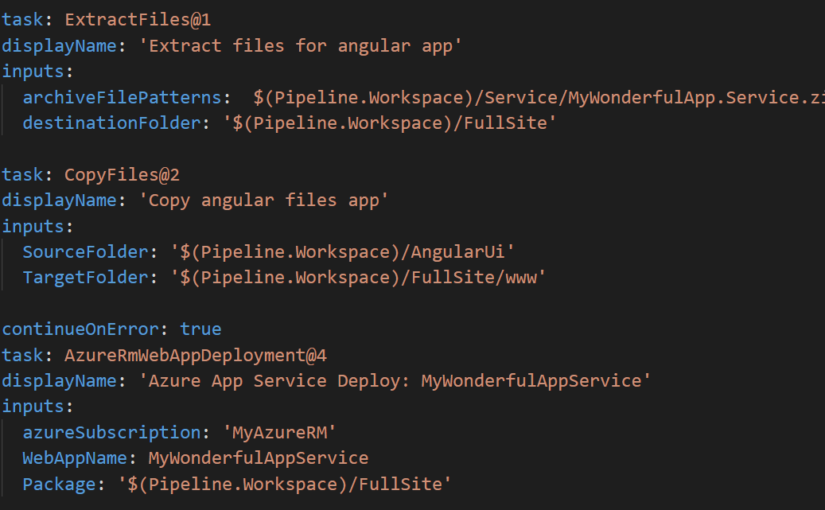 task: ExtractFiles@1
displayName: 'Extract files for angular app'
inputs:
archiveFilePatterns: $(Pipeline.Workspace)/Service/MyWonderfulApp.Service.zi
destinationFolder: '$(Pipeline.Workspace)/FullSite'
task: CopyFiles@2
displayName: 'Copy angular files app'
inputs:
SourceFolder: '$(Pipeline.Workspace)/AngularUi'
TargetFolder: '$(Pipeline.Workspace)/FullSite/www'
continueOnError: true
task: AzureRmWebAppDeployment@4
displayName: 'Azure App Service Deploy: MyWonderfulAppService'
inputs:
azureSubscription: 'MyAzureRM'
WebAppName: MyWonderfulAppService
Package: '$(Pipeline.Workspace)/FullSite'